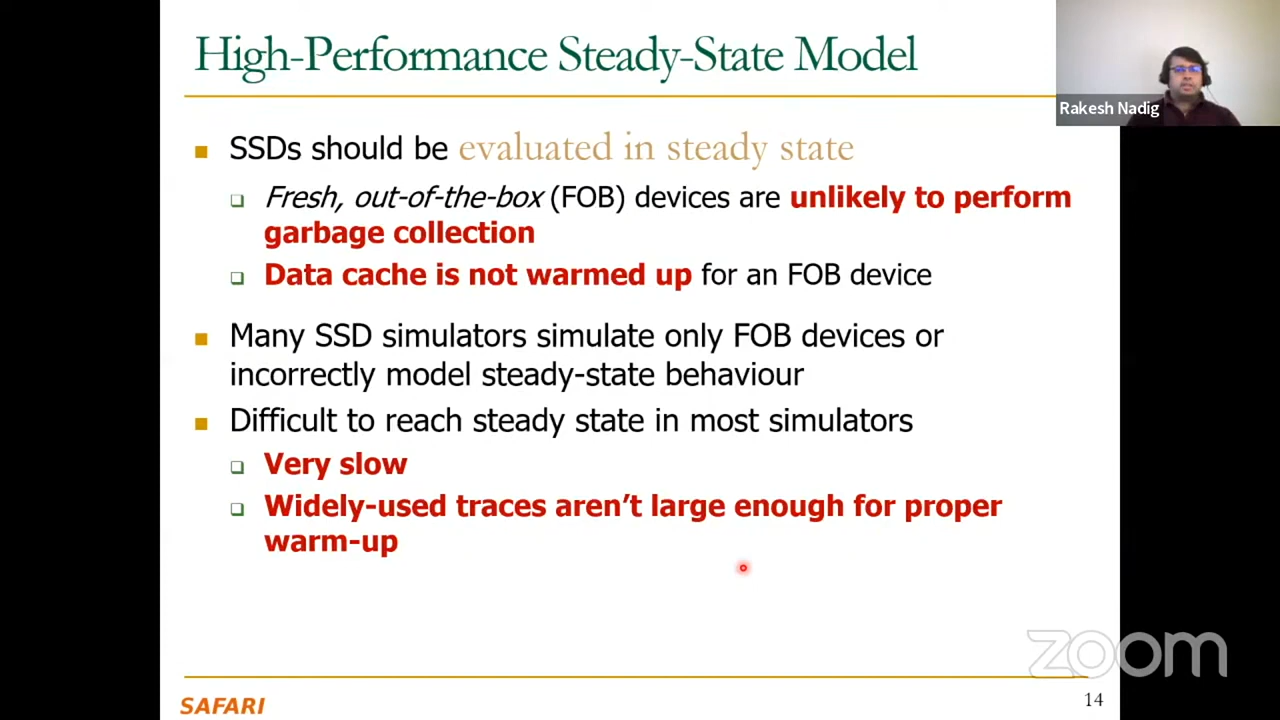 High-Performance Steady-State Model
Rakesh Nadig
SSDs should be evaluated in steady state
Fresh, out-of-the-box (FOB) devices are unlikely to perform
garbage collection
Data cache is not warmed up for an FOB device
Many SSD simulators simulate only FOB devices or
incorrectly model steady-state behaviour
Difficult to reach steady state in most simulators
Very slow
Widely-used traces aren't large enough for proper
warm-up
zoom
SAFARI
14